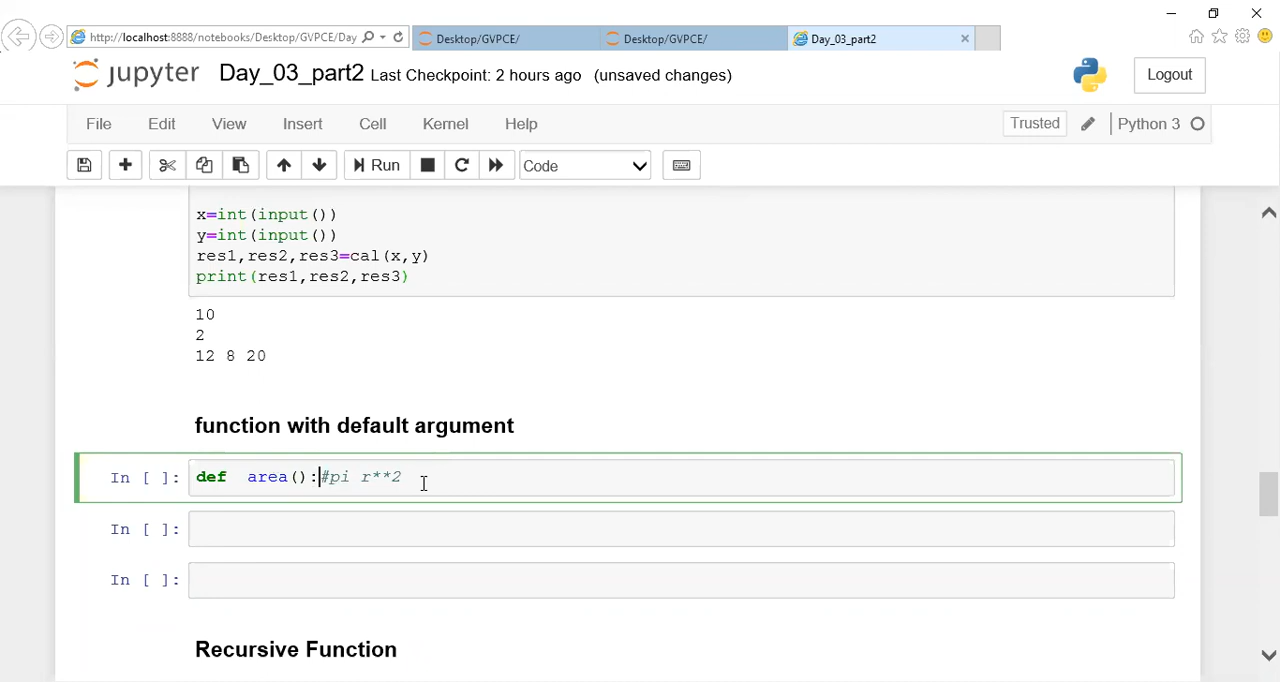 http://localhost:8888/notebooks/Desktop/GVPCE/Day
Desktop/GVPCE/
Desktop/GVPCE/
Day_03_part2
jupyter Day_03_part2 Last Checkpoint: 2 hours ago (unsaved changes)
Logout
File Edit View Insert Cell Kernel Help
Trusted
Python 3
Run
Code
x=int(input())
y=int(input())
res1,res2,res3=cal(x,y)
print(res1,res2,res3)
10
2
12 8 20
function with default argument
In [ ]: def  area():#pi r**2
In [ ]:
In [ ]:
Recursive Function